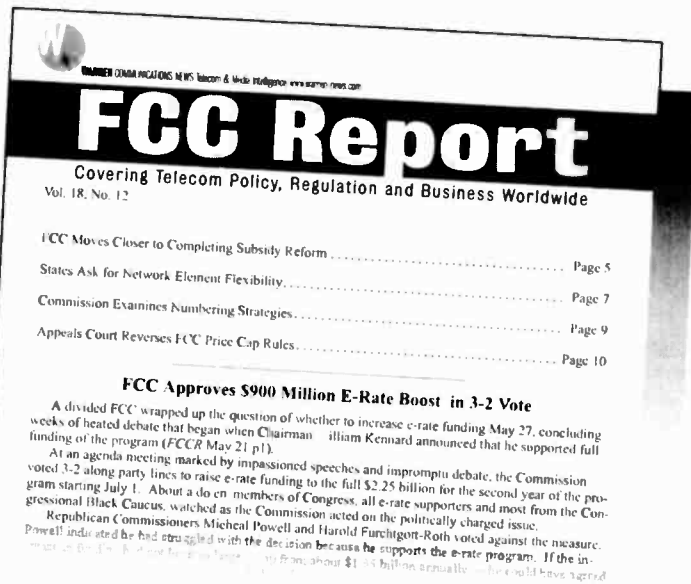 W
WARREN COMMUNICATIONS NEWS Telecom & Media Intelligence www.warren-news.com
FCC Report
Covering Telecom Policy, Regulation and Business Worldwide
Vol. 18, No. 12
FCC Moves Closer to Completing Subsidy Reform ........ Page 5
States Ask for Network Element Flexibility ........ Page 7
Commission Examines Numbering Strategies ........ Page 9
Appeals Court Reverses FCC Price Cap Rules ........ Page 10
FCC Approves $900 Million E-Rate Boost in 3-2 Vote
A divided FCC wrapped up the question of whether to increase e-rate funding May 27, concluding
weeks of heated debate that began when Chairman illiam Kennard announced that he supported full
funding of the program (FCCR May 21 p1).
At an agenda meeting marked by impassioned speeches and impromptu debate, the Commission
voted 3-2 along party lines to raise e-rate funding to the full $2.25 billion for the second year of the pro-
gram starting July 1. About a do en members of Congress, all e-rate supporters and most from the Con-
gressional Black Caucus, watched as the Commission acted on the politically charged issue.
Republican Commissioners Micheal Powell and Harold Furchtgott-Roth voted against the measure.
Powell indicated he had struggled with the decision because he supports the e-rate program. If the in-
from about billion annually he could have agreed